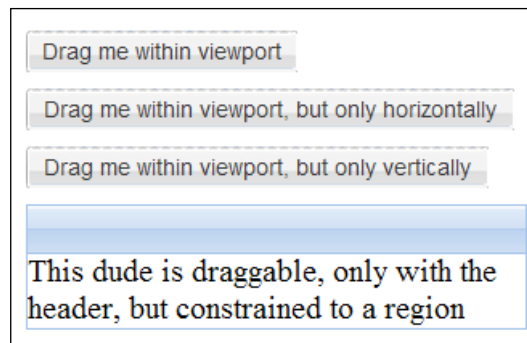 Drag me within viewport
Drag me within viewport, but only horizontally
Drag me within viewport, but only vertically
This dude is draggable, only with the
header, but constrained to a region